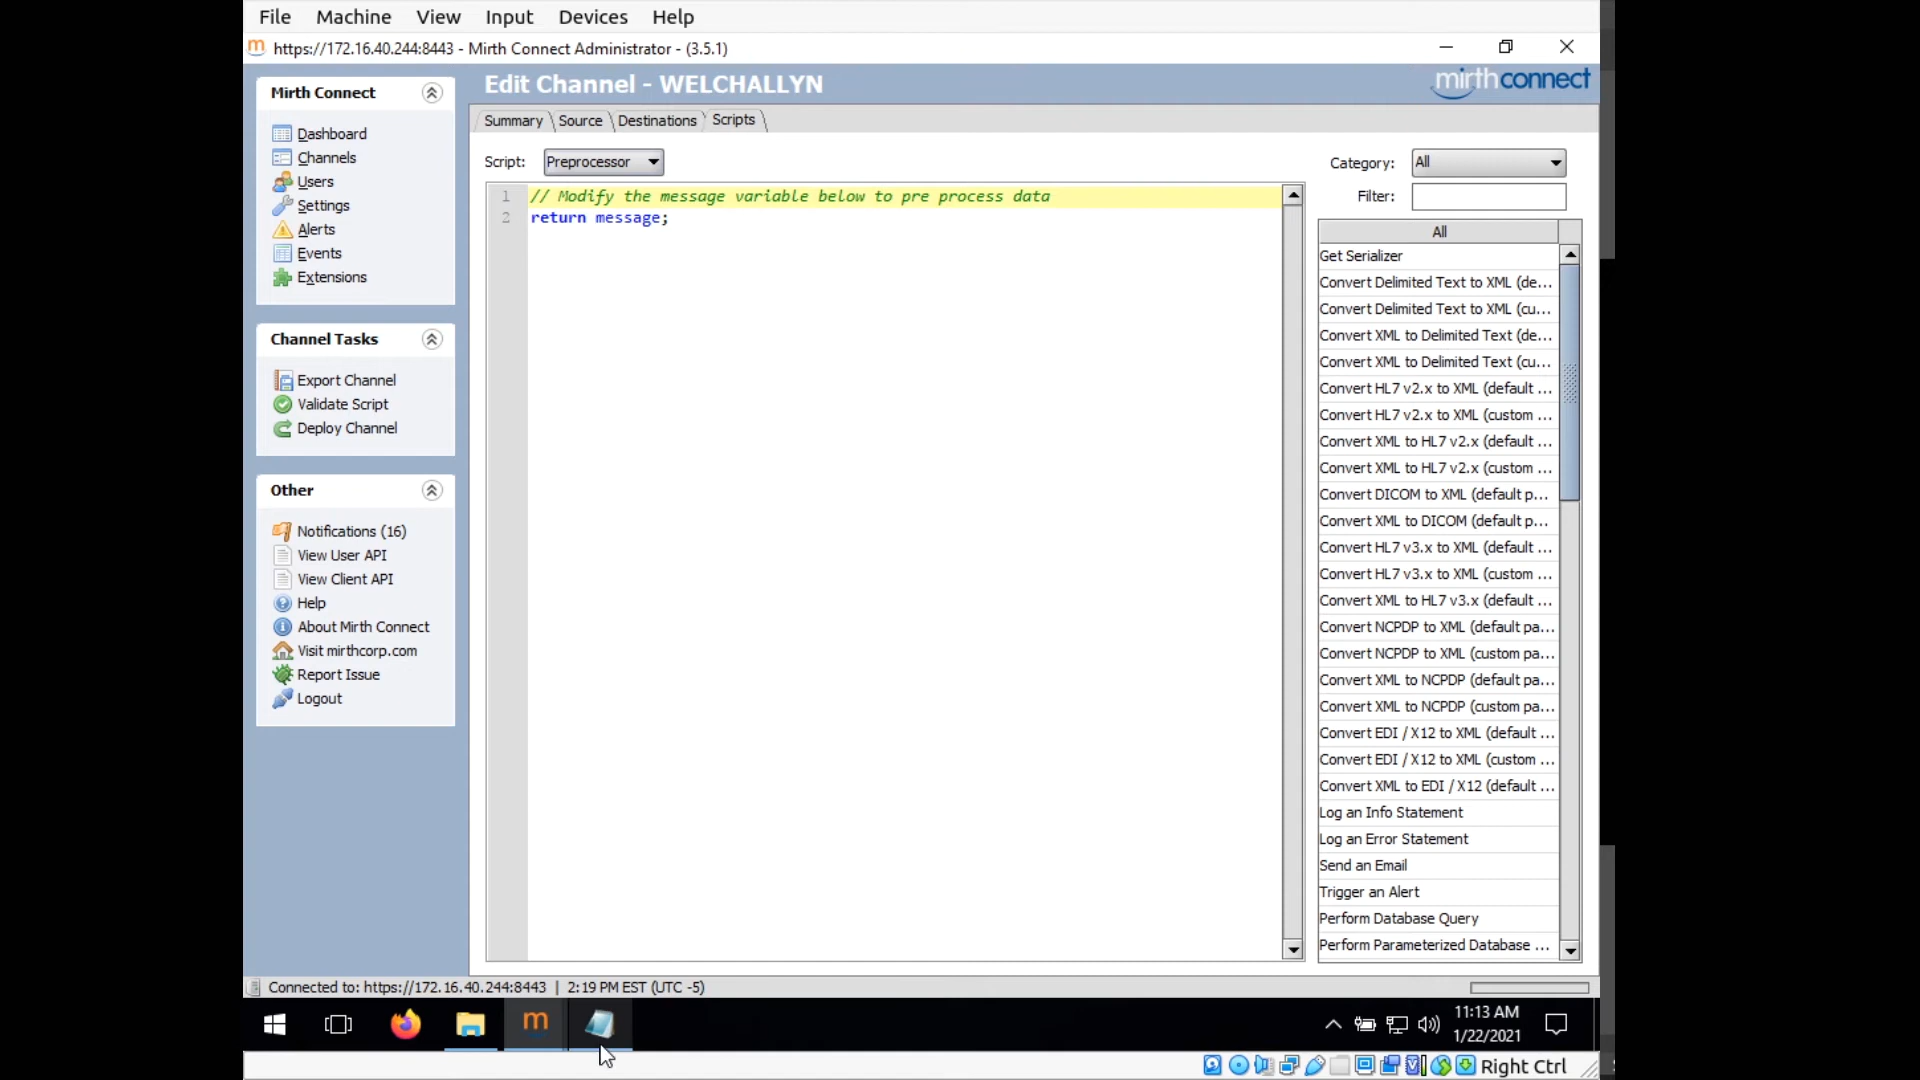 File Machine View Input Devices Help
m https://172.16.40.244:8443 - Mirth Connect Administrator - (3.5.1)
Mirth Connect
Dashboard
Channels
Users
Settings
Alerts
Events
Extensions
Channel Tasks
Export Channel
Validate Script
Deploy Channel
Other
Notifications (16)
View User API
View Client API
Help
About Mirth Connect
Visit mirthcorp.com
Report Issue
Logout
Edit Channel - WELCHALLYN
mirthconnect
Summary Source Destinations Scripts
Script: Preprocessor
1 // Modify the message variable below to pre process data
2 return message;
Category: All
Filter:
All
Get Serializer
Convert Delimited Text to XML (de...
Convert Delimited Text to XML (cu...
Convert XML to Delimited Text (de...
Convert XML to Delimited Text (cu...
Convert HL7 v2.x to XML (default ...
Convert HL7 v2.x to XML (custom ...
Convert XML to HL7 v2.x (default ...
Convert XML to HL7 v2.x (custom ...
Convert DICOM to XML (default p...
Convert XML to DICOM (default p...
Convert HL7 v3.x to XML (default ...
Convert HL7 v3.x to XML (custom ...
Convert XML to HL7 v3.x (default ...
Convert NCPDP to XML (default pa...
Convert NCPDP to XML (custom pa...
Convert XML to NCPDP (default pa...
Convert XML to NCPDP (custom pa...
Convert EDI / X12 to XML (default ...
Convert EDI / X12 to XML (custom ...
Convert XML to EDI / X12 (default ...
Log an Info Statement
Log an Error Statement
Send an Email
Trigger an Alert
Perform Database Query
Perform Parameterized Database ...
Connected to: https://172.16.40.244:8443 | 2:19 PM EST (UTC -5)
m
11:13 AM
1/22/2021
Right Ctrl